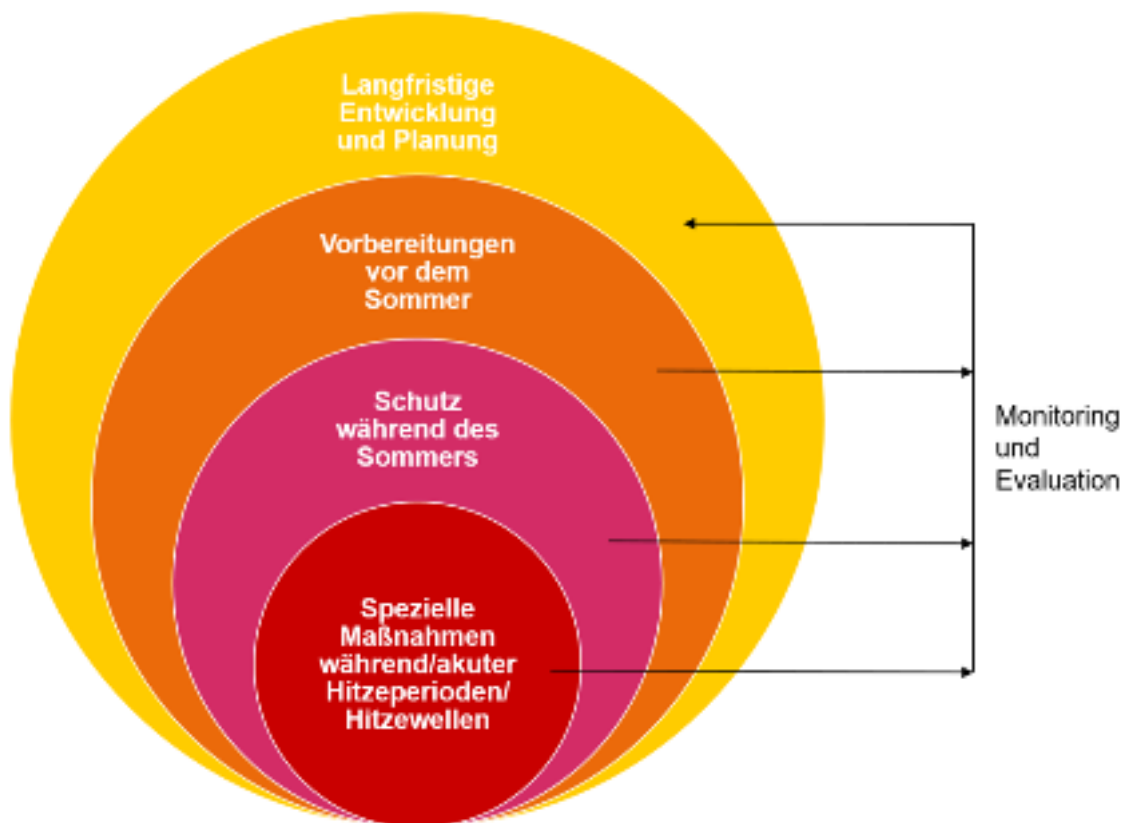 Langfristige
Entwicklung
und Planung
Vorbereitungen
vor dem
Sommer
Schutz
während des
Sommers
Spezielle
Maßnahmen
während/akuter
Hitzeperioden/
Hitzewellen
Monitoring
und
Evaluation